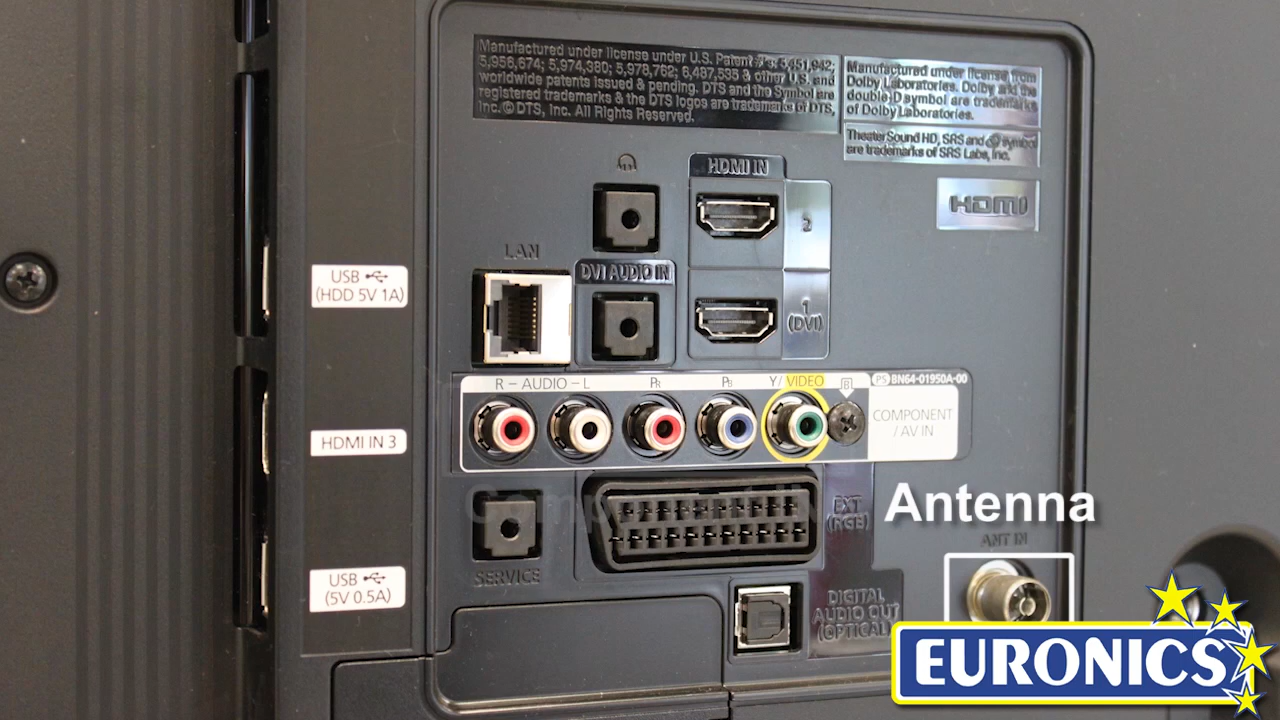 Manufactured under license under U.S. Patent #'s: 5,451,942;
5,956,674; 5,974,380; 5,978,762; 6,487,535 & other U.S. and
worldwide patents issued & pending. DTS and the Symbol are
registered trademarks & the DTS logos are trademarks of DTS,
Inc. © DTS, Inc. All Rights Reserved.
Manufactured under license from
Dolby Laboratories. Dolby and the
double-D symbol are trademarks
of Dolby Laboratories.
TheaterSound HD, SRS and symbol
are trademarks of SRS Labs, Inc.
HDMI
HDMI IN
2
1
(DVI)
LAN
DVI AUDIO IN
USB
(HDD 5V 1A)
HDMI IN 3
USB
(5V 0.5A)
R – AUDIO – L
PR
PB
Y/ VIDEO
B1
PS BN64-01950A-00
COMPONENT
/ AV IN
SERVICE
EXT
(RGB)
Antenna
ANT IN
DIGITAL
AUDIO OUT
(OPTICAL)
EURONICS